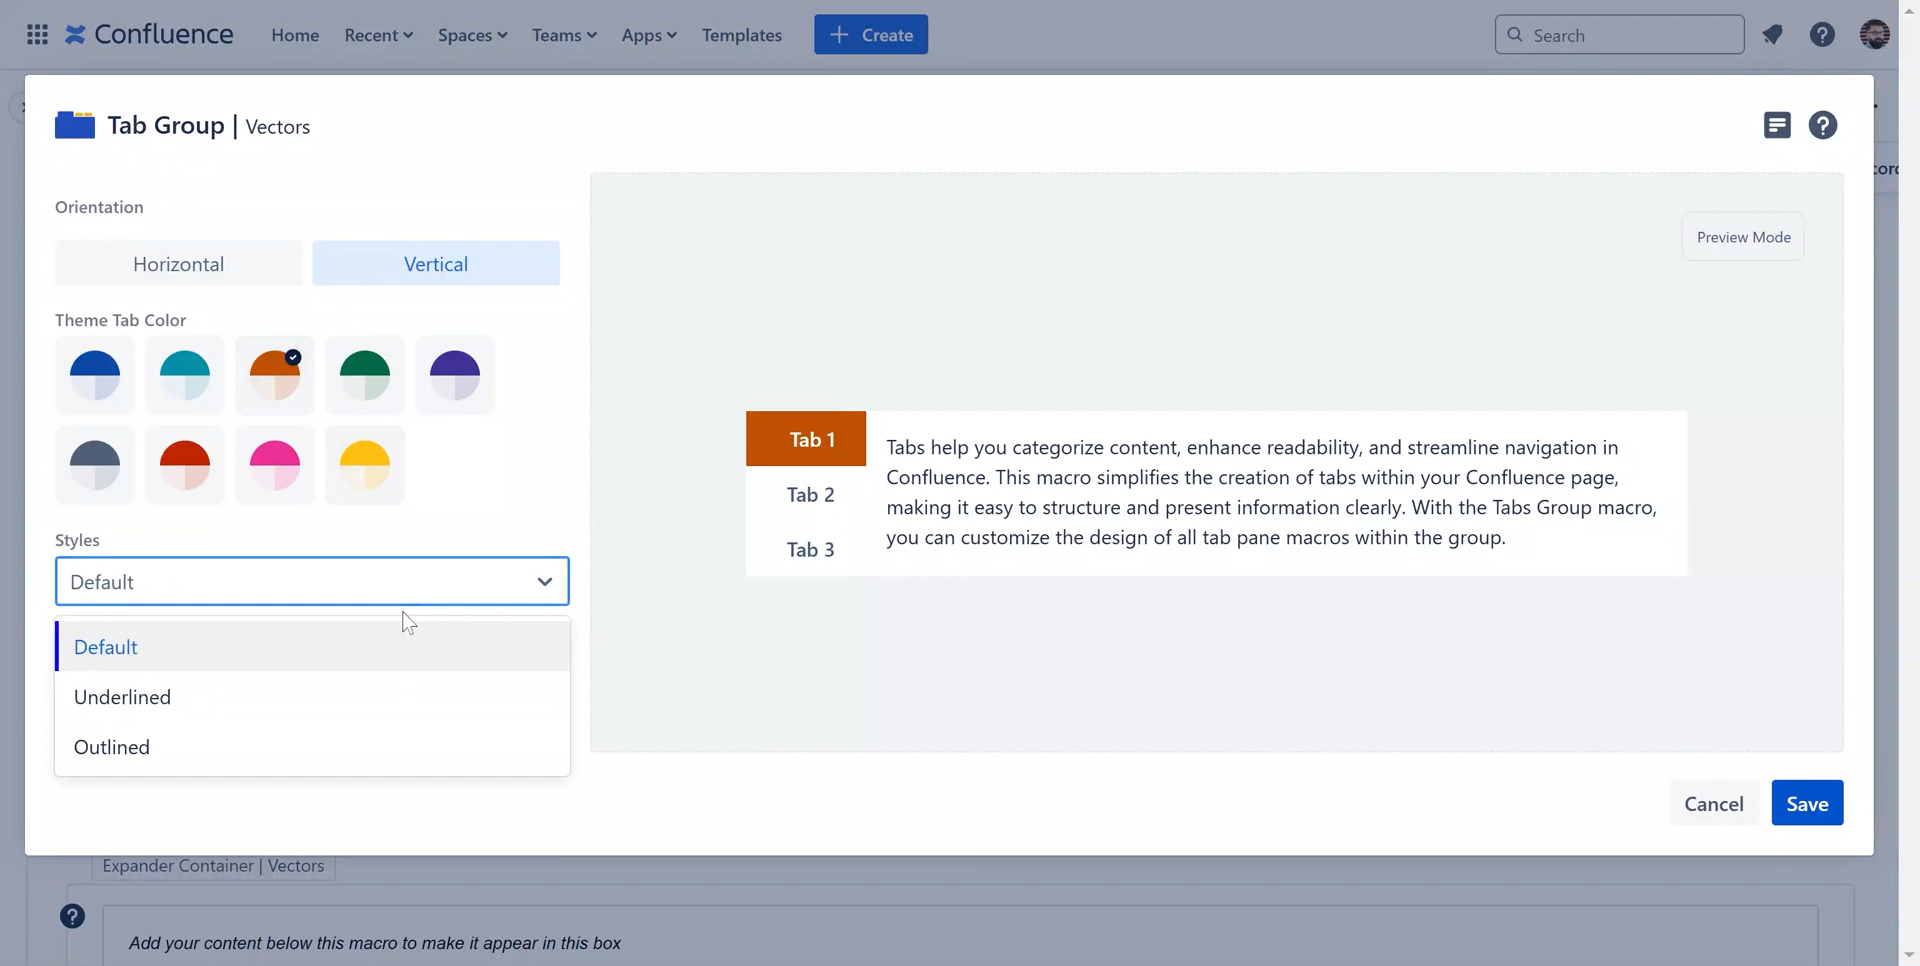 Confluence Home Recent Spaces Teams Apps Templates Create Search
Tab Group | Vectors
Orientation
Horizontal Vertical
Theme Tab Color
Styles
Default
Default
Underlined
Outlined
Preview Mode
Tab 1
Tab 2
Tab 3
Tabs help you categorize content, enhance readability, and streamline navigation in
Confluence. This macro simplifies the creation of tabs within your Confluence page,
making it easy to structure and present information clearly. With the Tabs Group macro,
you can customize the design of all tab pane macros within the group.
Cancel Save
Expander Container | Vectors
Add your content below this macro to make it appear in this box